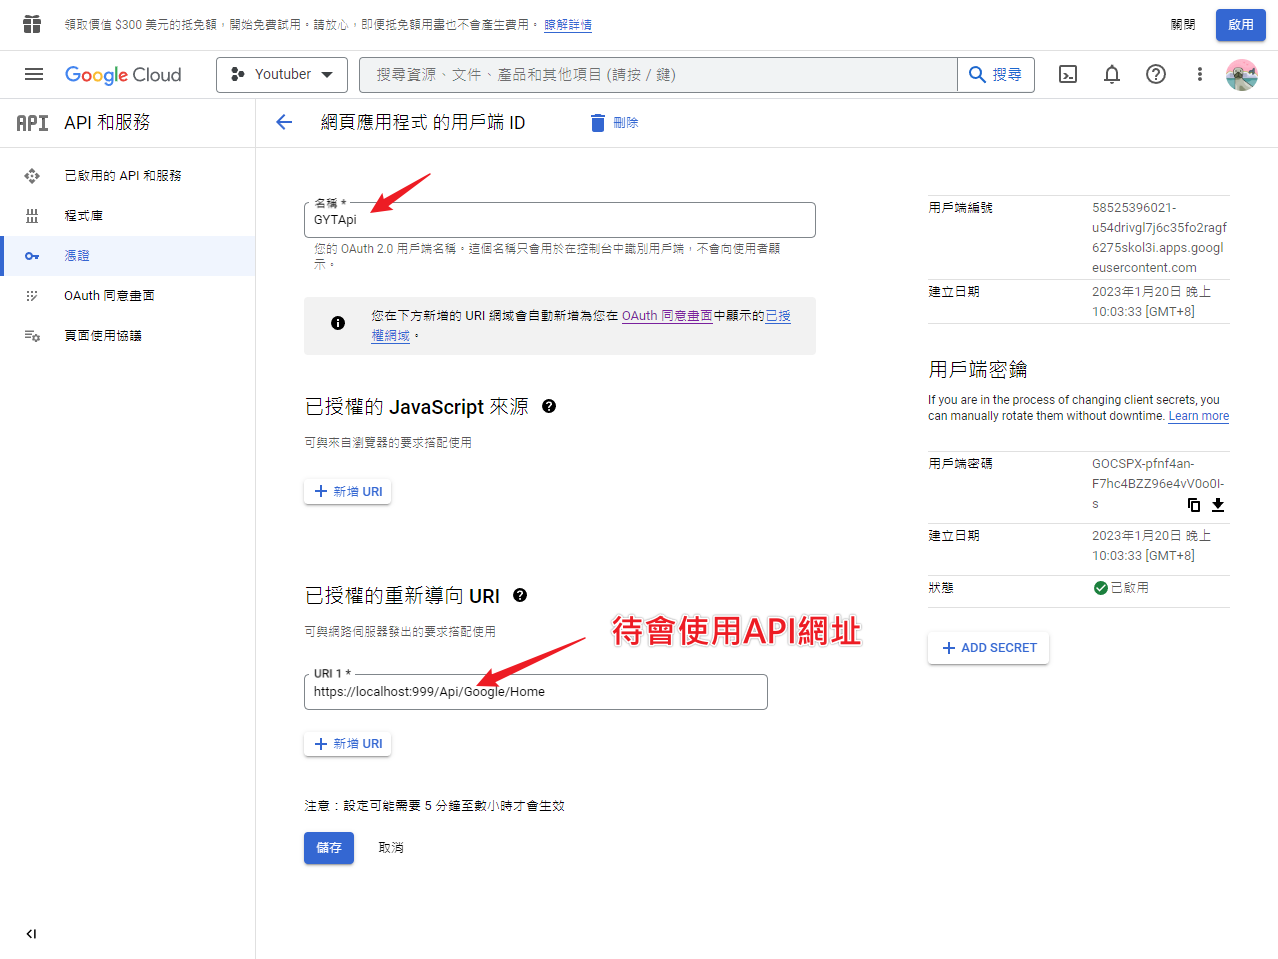 領取價值 $300 美元的抵免額，開始免費試用。請放心，即便抵免額用盡也不會產生費用。 瞭解詳情
關閉
啟用
Google Cloud
Youtuber
搜尋資源、文件、產品和其他項目 (請按 / 鍵)
搜尋
API
API 和服務
網頁應用程式 的用戶端 ID
刪除
已啟用的 API 和服務
程式庫
憑證
OAuth 同意畫面
頁面使用協議
名稱 *
GYTApi
您的 OAuth 2.0 用戶端名稱。這個名稱只會用於在控制台中識別用戶端，不會向使用者顯
示。
您在下方新增的 URI 網域會自動新增為您在 OAuth 同意畫面中顯示的已授
權網域。
已授權的 JavaScript 來源
可與來自瀏覽器的要求搭配使用
新增 URI
已授權的重新導向 URI
可與網路伺服器發出的要求搭配使用
待會使用API網址
URI 1 *
https://localhost:999/Api/Google/Home
新增 URI
注意：設定可能需要 5 分鐘至數小時才會生效
儲存
取消
用戶端編號
58525396021-
u54drivgl7j6c35fo2ragf
6275skol3i.apps.googl
eusercontent.com
建立日期
2023年1月20日 晚上
10:03:33 [GMT+8]
用戶端密鑰
If you are in the process of changing client secrets, you
can manually rotate them without downtime. Learn more
用戶端密碼
GOCSPX-pfnf4an-
F7hc4BZZ96e4vV0o0I-
s
建立日期
2023年1月20日 晚上
10:03:33 [GMT+8]
狀態
已啟用
ADD SECRET